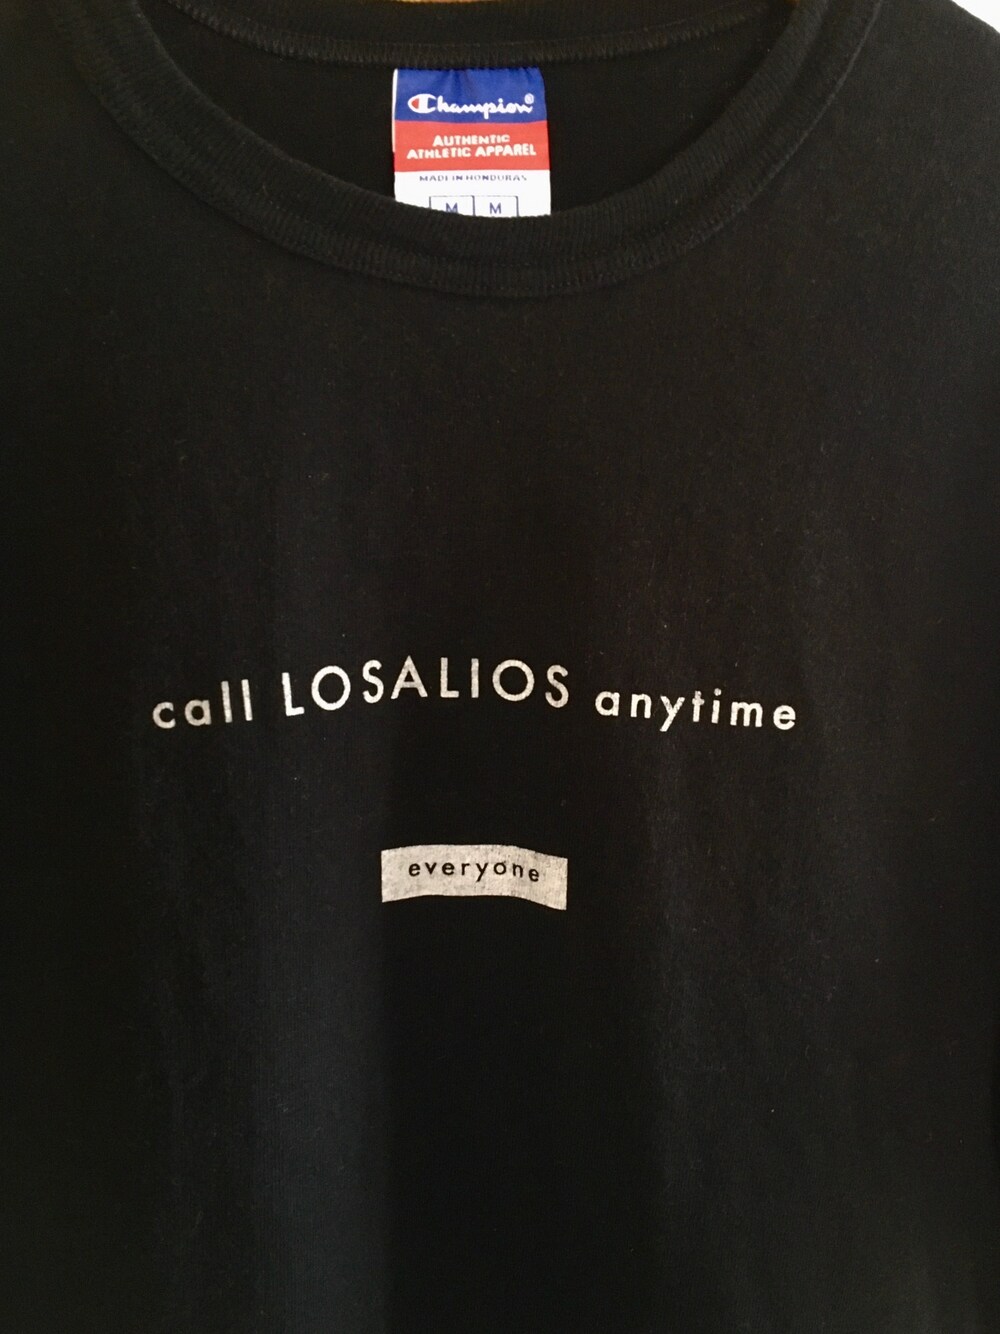 Champion®
AUTHENTIC
ATHLETIC APPAREL
MADE IN HONDURAS
M M
call LOSALIOS anytime
everyone